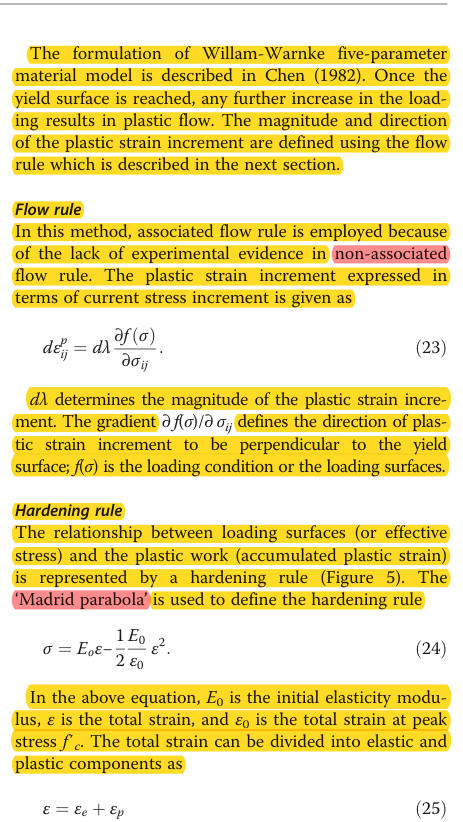 The formulation of Willam-Warnke five-parameter
material model is described in Chen (1982). Once the
yield surface is reached, any further increase in the load-
ing results in plastic flow. The magnitude and direction
of the plastic strain increment are defined using the flow
rule which is described in the next section.
Flow rule
In this method, associated flow rule is employed because
of the lack of experimental evidence in non-associated
flow rule. The plastic strain increment expressed in
terms of current stress increment is given as
dε^p_ij = dλ ∂f(σ)/∂σ_ij. (23)
dλ determines the magnitude of the plastic strain incre-
ment. The gradient ∂ f(σ)/∂ σ_ij defines the direction of plas-
tic strain increment to be perpendicular to the yield
surface; f(σ) is the loading condition or the loading surfaces.
Hardening rule
The relationship between loading surfaces (or effective
stress) and the plastic work (accumulated plastic strain)
is represented by a hardening rule (Figure 5). The
‘Madrid parabola’ is used to define the hardening rule
σ = E_oε–1/2 E_0/ε_0 ε^2. (24)
In the above equation, E_0 is the initial elasticity modu-
lus, ε is the total strain, and ε_0 is the total strain at peak
stress f′_c. The total strain can be divided into elastic and
plastic components as
ε = ε_e + ε_p (25)